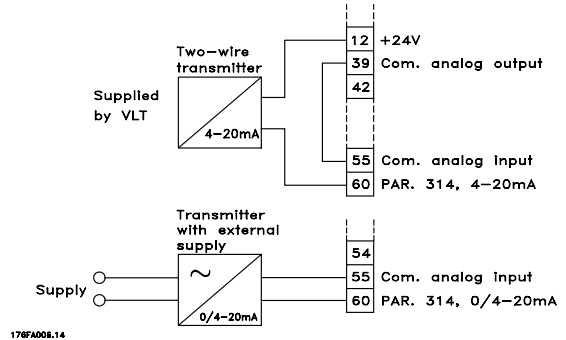 12 +24V
Two-wire
transmitter
39 Com. analog output
42
Supplied
by VLT
4-20mA
55 Com. analog input
60 PAR. 314, 4-20mA
Transmitter
with external
supply
54
~
55 Com. analog input
Supply
60 PAR. 314, 0/4-20mA
0/4-20mA
176FA008.14